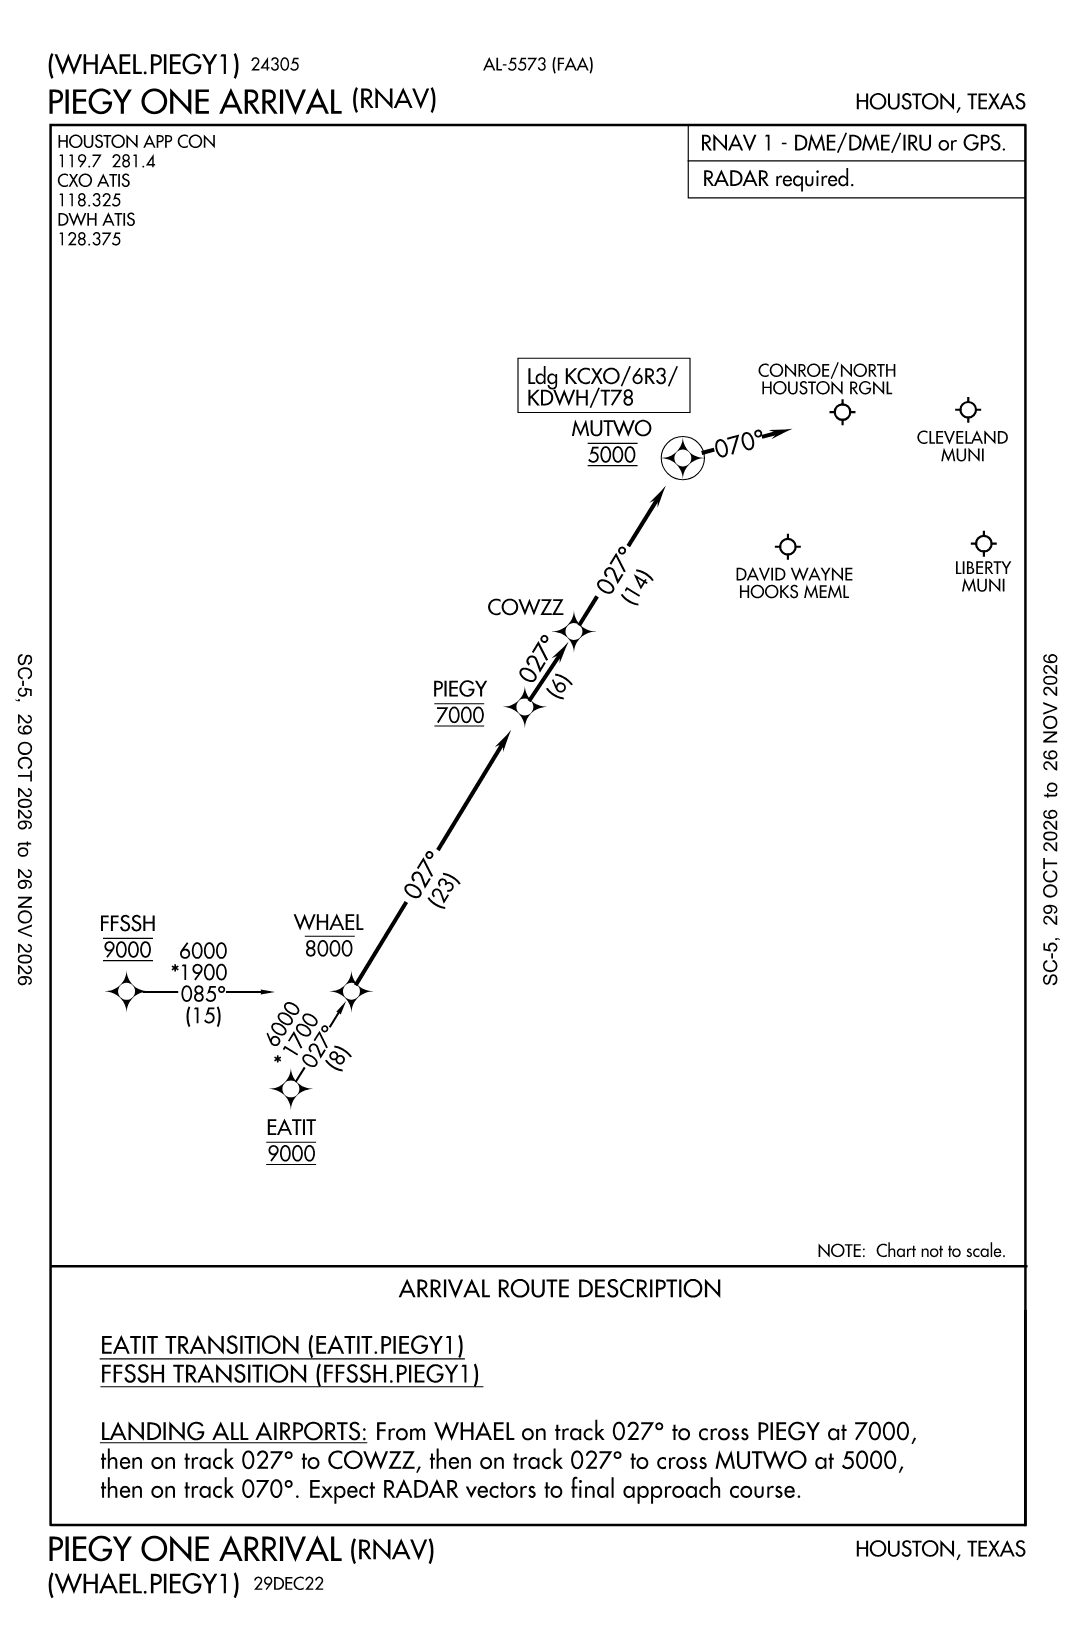 (WHAEL.PIEGY1) 24305 AL-5573 (FAA)
PIEGY ONE ARRIVAL (RNAV) HOUSTON, TEXAS
HOUSTON APP CON
119.7 281.4
CXO ATIS
118.325
DWH ATIS
128.375
RNAV 1 - DME/DME/IRU or GPS.
RADAR required.
Ldg KCXO/6R3/
KDWH/T78
MUTWO
5000
070°
CONROE/NORTH
HOUSTON RGNL
CLEVELAND
MUNI
DAVID WAYNE
HOOKS MEML
LIBERTY
MUNI
027°
(14)
COWZZ
027°
(6)
PIEGY
7000
027°
(23)
FFSSH
9000
6000
*1900
085°
(15)
WHAEL
8000
6000
*1700
027°
(8)
EATIT
9000
SC-5, 29 OCT 2026 to 26 NOV 2026
SC-5, 29 OCT 2026 to 26 NOV 2026
NOTE: Chart not to scale.
ARRIVAL ROUTE DESCRIPTION
EATIT TRANSITION (EATIT.PIEGY1)
FFSSH TRANSITION (FFSSH.PIEGY1)
LANDING ALL AIRPORTS: From WHAEL on track 027° to cross PIEGY at 7000,
then on track 027° to COWZZ, then on track 027° to cross MUTWO at 5000,
then on track 070°. Expect RADAR vectors to final approach course.
PIEGY ONE ARRIVAL (RNAV) HOUSTON, TEXAS
(WHAEL.PIEGY1) 29DEC22